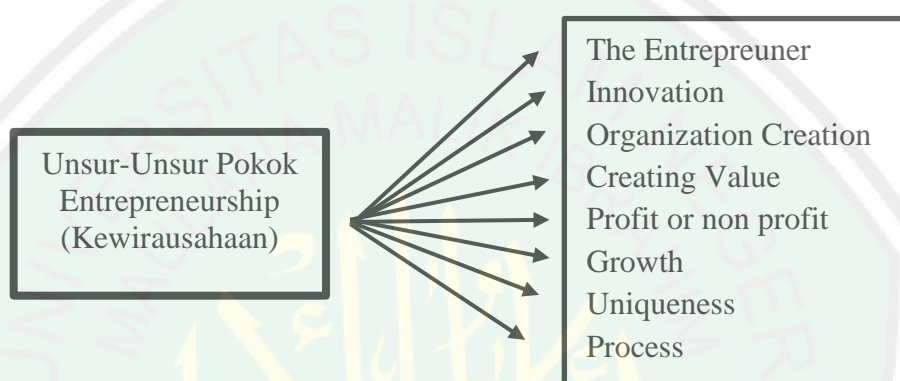 Unsur-Unsur Pokok
Entrepreneurship
(Kewirausahaan)
The Entrepreuner
Innovation
Organization Creation
Creating Value
Profit or non profit
Growth
Uniqueness
Process